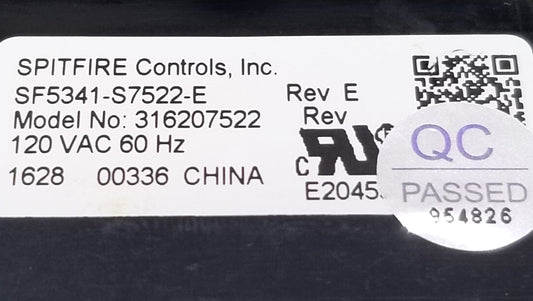 SPITFIRE Controls, Inc.
SF5341-S7522-E Rev E
Model No: 316207522 Rev
120 VAC 60 Hz
1628 00336 CHINA
QC
PASSED
954826